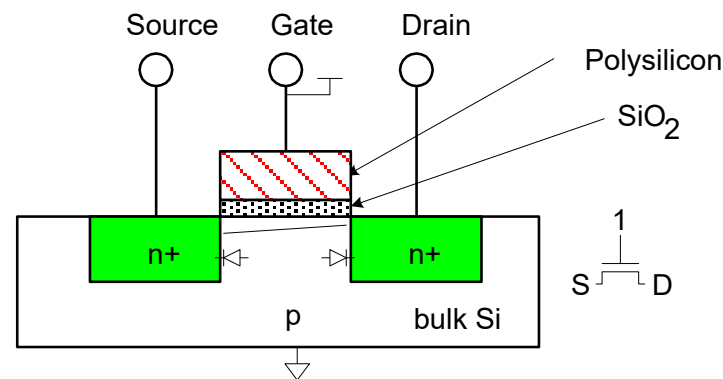 Source Gate Drain
Polysilicon
SiO2
n+ n+
1
S D
p bulk Si